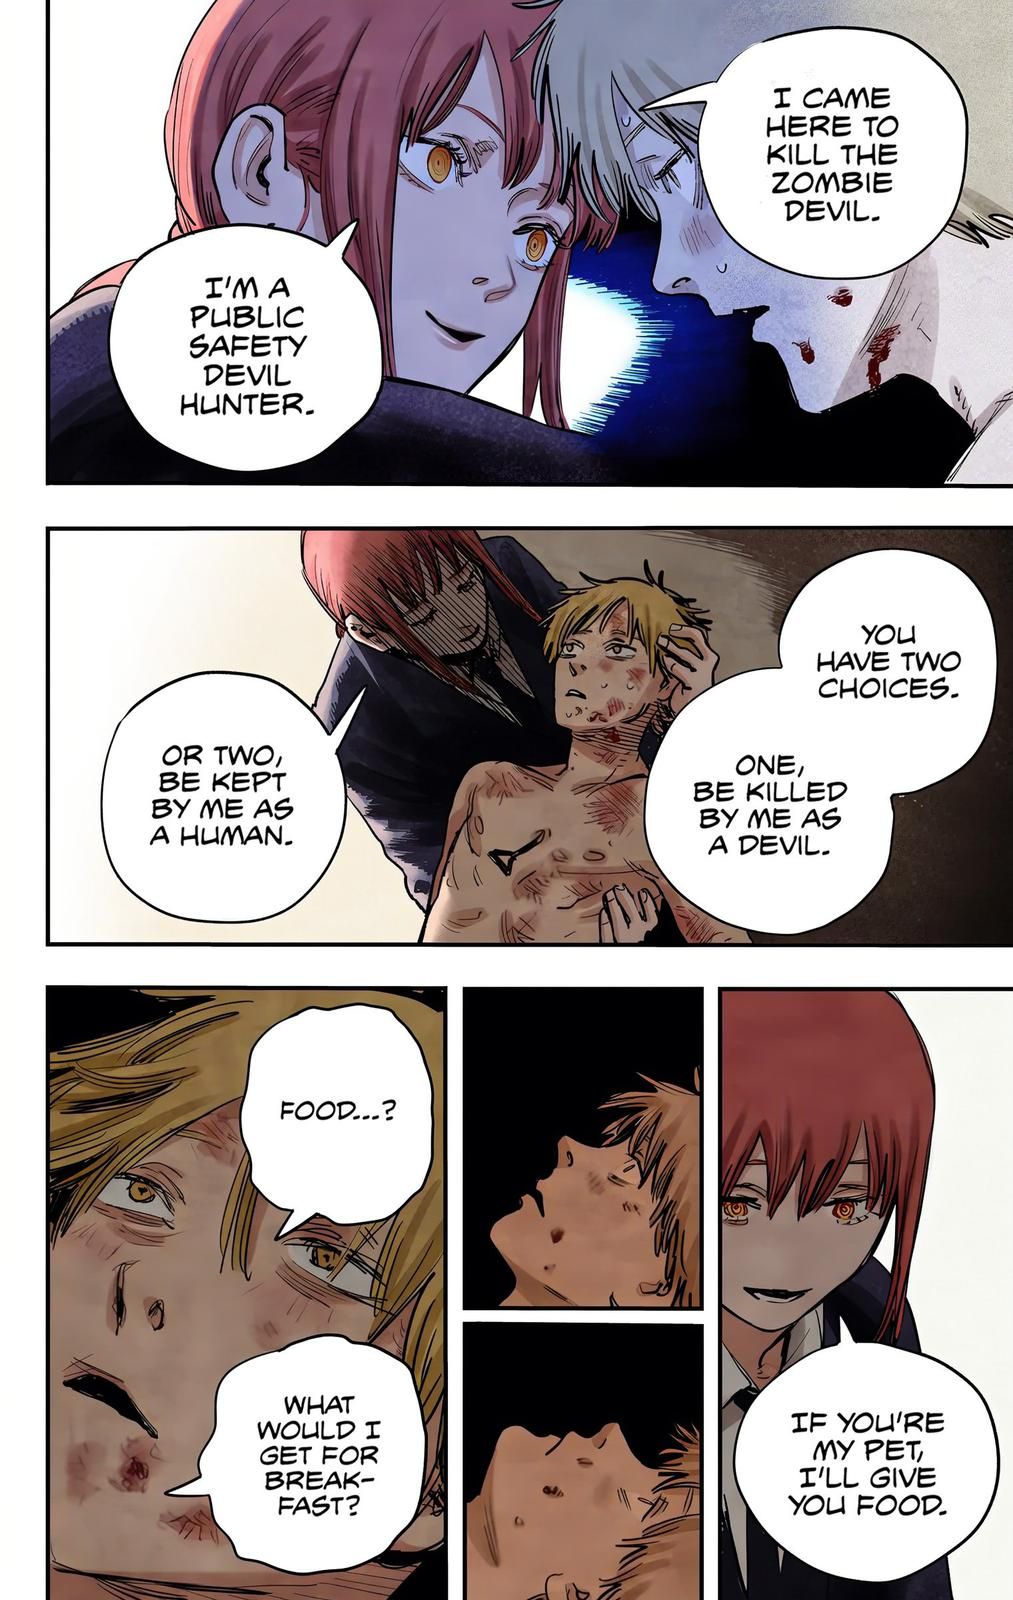 I CAME
HERE TO
KILL THE
ZOMBIE
DEVIL.
I'M A
PUBLIC
SAFETY
DEVIL
HUNTER.
YOU
HAVE TWO
CHOICES.
ONE,
BE KILLED
BY ME AS
A DEVIL.
OR TWO,
BE KEPT
BY ME AS
A HUMAN.
IF YOU'RE
MY PET,
I'LL GIVE
YOU FOOD.
FOOD...?
WHAT
WOULD I
GET FOR
BREAK-
FAST?